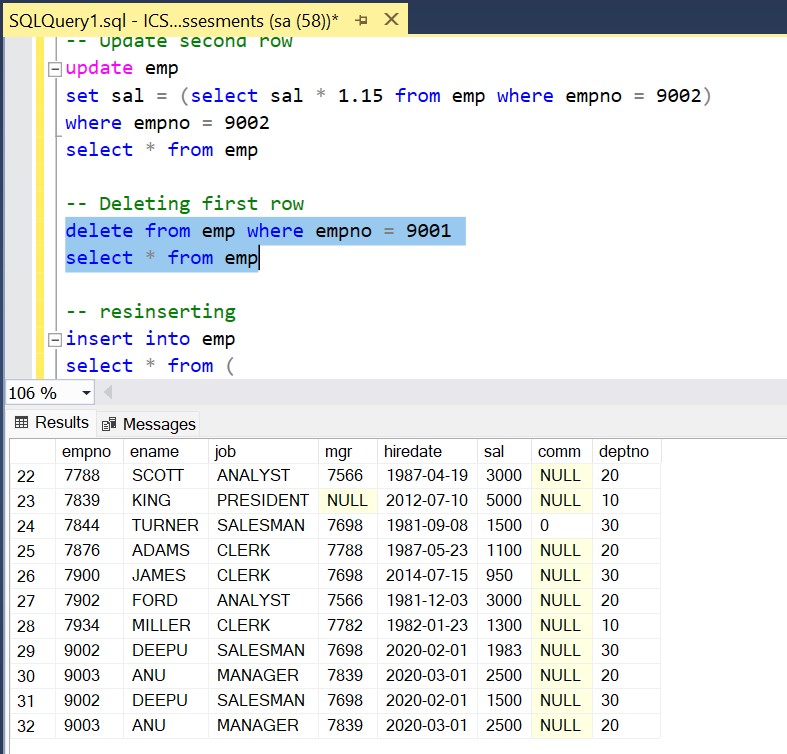 SQLQuery1.sql - ICS...ssesments (sa (58))*
-- Update second row
update emp
set sal = (select sal * 1.15 from emp where empno = 9002)
where empno = 9002
select * from emp
-- Deleting first row
delete from emp where empno = 9001
select * from emp
-- resinserting
insert into emp
select * from (
106 %
Results Messages
empno ename job mgr hiredate sal comm deptno
22 7788 SCOTT ANALYST 7566 1987-04-19 3000 NULL 20
23 7839 KING PRESIDENT NULL 2012-07-10 5000 NULL 10
24 7844 TURNER SALESMAN 7698 1981-09-08 1500 0 30
25 7876 ADAMS CLERK 7788 1987-05-23 1100 NULL 20
26 7900 JAMES CLERK 7698 2014-07-15 950 NULL 30
27 7902 FORD ANALYST 7566 1981-12-03 3000 NULL 20
28 7934 MILLER CLERK 7782 1982-01-23 1300 NULL 10
29 9002 DEEPU SALESMAN 7698 2020-02-01 1983 NULL 30
30 9003 ANU MANAGER 7839 2020-03-01 2500 NULL 20
31 9002 DEEPU SALESMAN 7698 2020-02-01 1500 NULL 30
32 9003 ANU MANAGER 7839 2020-03-01 2500 NULL 20